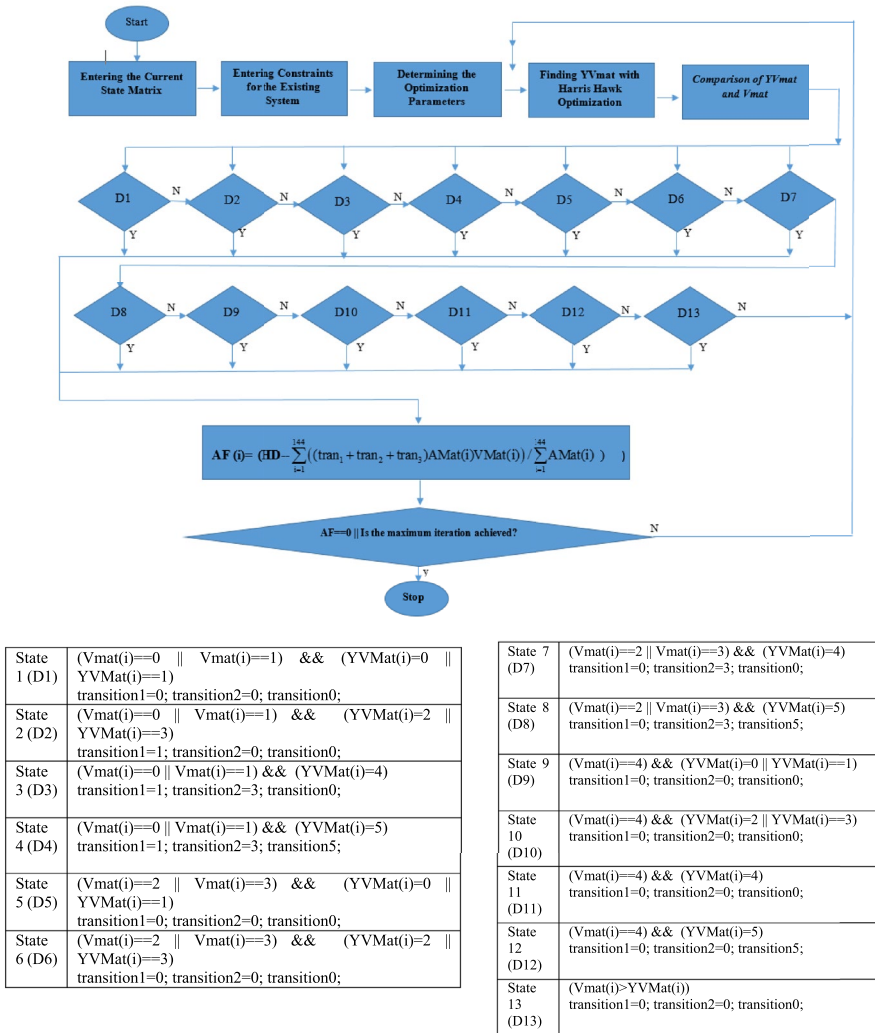 Start
Entering the Current
State Matrix
Entering Constraints
for the Existing
System
Determining the
Optimization
Parameters
Finding YVmat with
Harris Hawk
Optimization
Comparison of YVmat
and Vmat
D1 N D2 N D3 N D4 N D5 N D6 N D7
Y Y Y Y Y Y Y
D8 N D9 N D10 N D11 N D12 N D13 N
Y Y Y Y Y Y
AF (i)= (HD-∑_{i=1}^{144}((tran₁ + tran₂ + tran₃)AMat(i)VMat(i)) / ∑_{i=1}^{144}AMat(i) ) )
AF==0 || Is the maximum iteration achieved? N
Y
Stop
State (Vmat(i)==0 || Vmat(i)==1) && (YVMat(i)=0 ||
1 (D1) YVMat(i)==1)
transition1=0; transition2=0; transition0;
State (Vmat(i)==0 || Vmat(i)==1) && (YVMat(i)=2 ||
2 (D2) YVMat(i)==3)
transition1=1; transition2=0; transition0;
State (Vmat(i)==0 || Vmat(i)==1) && (YVMat(i)=4)
3 (D3) transition1=1; transition2=3; transition0;
State (Vmat(i)==0 || Vmat(i)==1) && (YVMat(i)=5)
4 (D4) transition1=1; transition2=3; transition5;
State (Vmat(i)==2 || Vmat(i)==3) && (YVMat(i)=0 ||
5 (D5) YVMat(i)==1)
transition1=0; transition2=0; transition0;
State (Vmat(i)==2 || Vmat(i)==3) && (YVMat(i)=2 ||
6 (D6) YVMat(i)==3)
transition1=0; transition2=0; transition0;
State 7 (Vmat(i)==2 || Vmat(i)==3) && (YVMat(i)=4)
(D7) transition1=0; transition2=3; transition0;
State 8 (Vmat(i)==2 || Vmat(i)==3) && (YVMat(i)=5)
(D8) transition1=0; transition2=3; transition5;
State 9 (Vmat(i)==4) && (YVMat(i)=0 || YVMat(i)==1)
(D9) transition1=0; transition2=0; transition0;
State (Vmat(i)==4) && (YVMat(i)=2 || YVMat(i)==3)
10 transition1=0; transition2=0; transition0;
(D10)
State (Vmat(i)==4) && (YVMat(i)=4)
11 transition1=0; transition2=0; transition0;
(D11)
State (Vmat(i)==4) && (YVMat(i)=5)
12 transition1=0; transition2=0; transition5;
(D12)
State (Vmat(i)>YVMat(i))
13 transition1=0; transition2=0; transition0;
(D13)